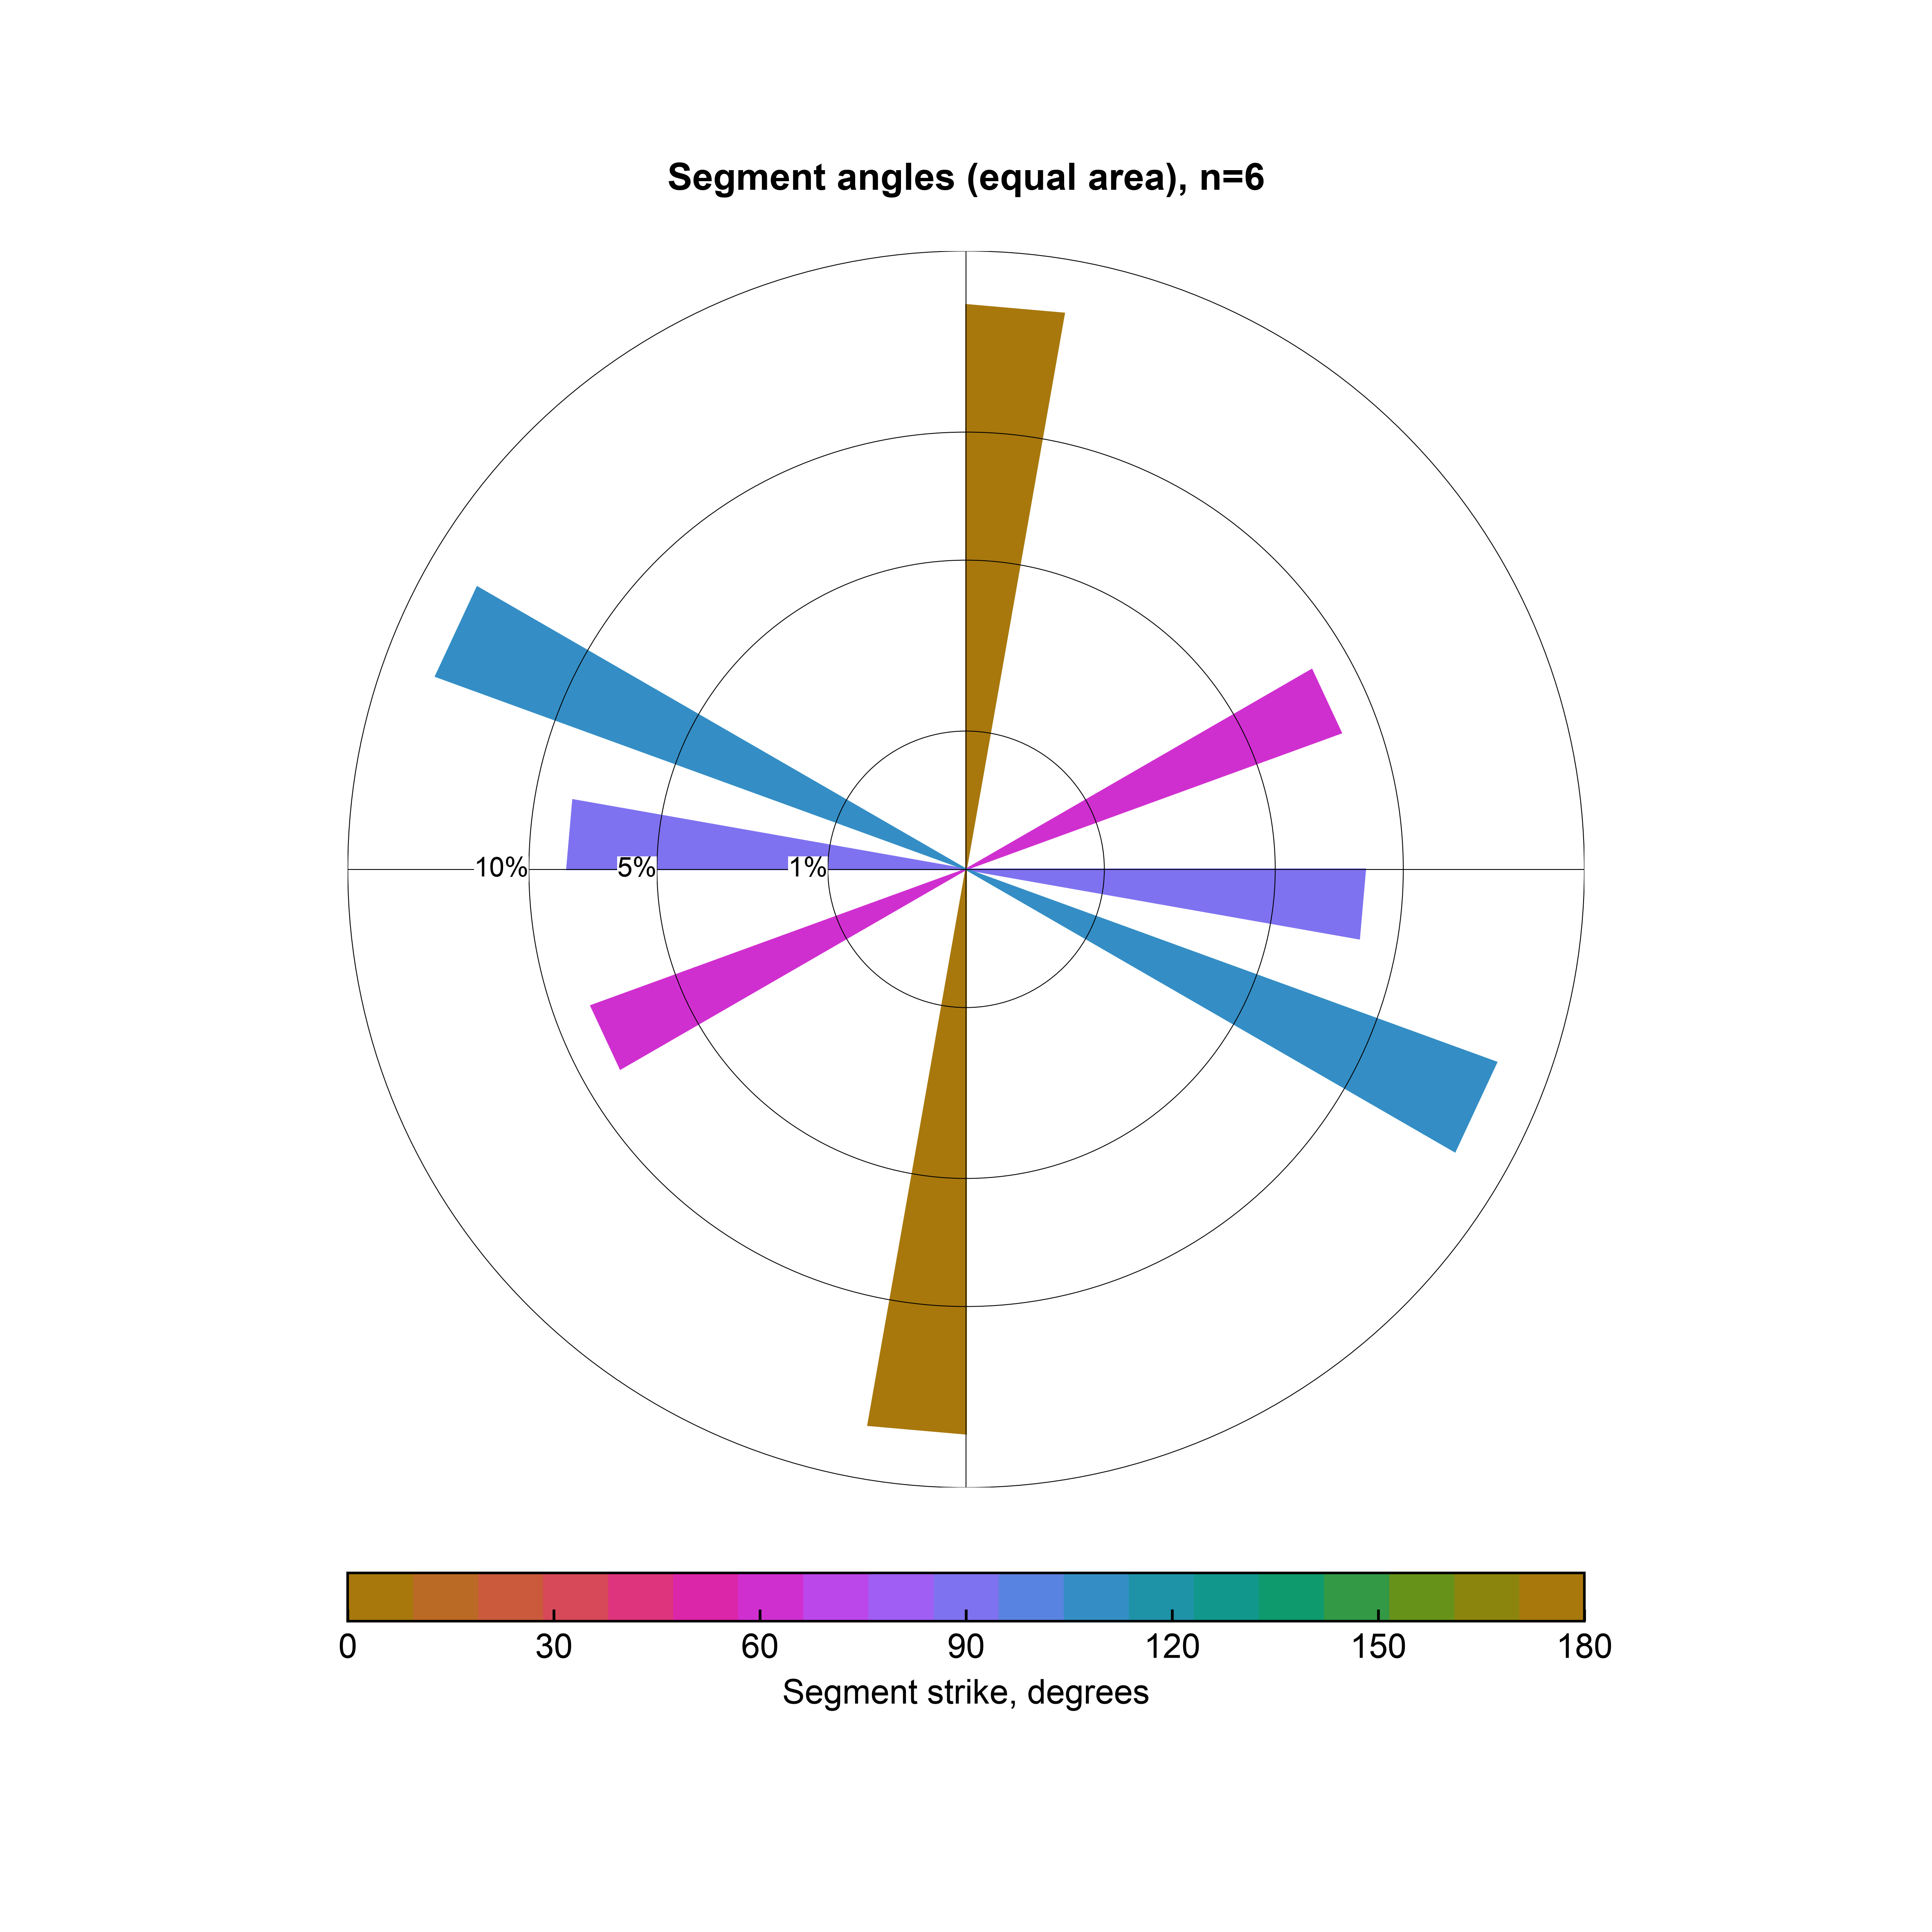 Segment angles (equal area), n=6
10% 5% 1%
0 30 60 90 120 150 180
Segment strike, degrees